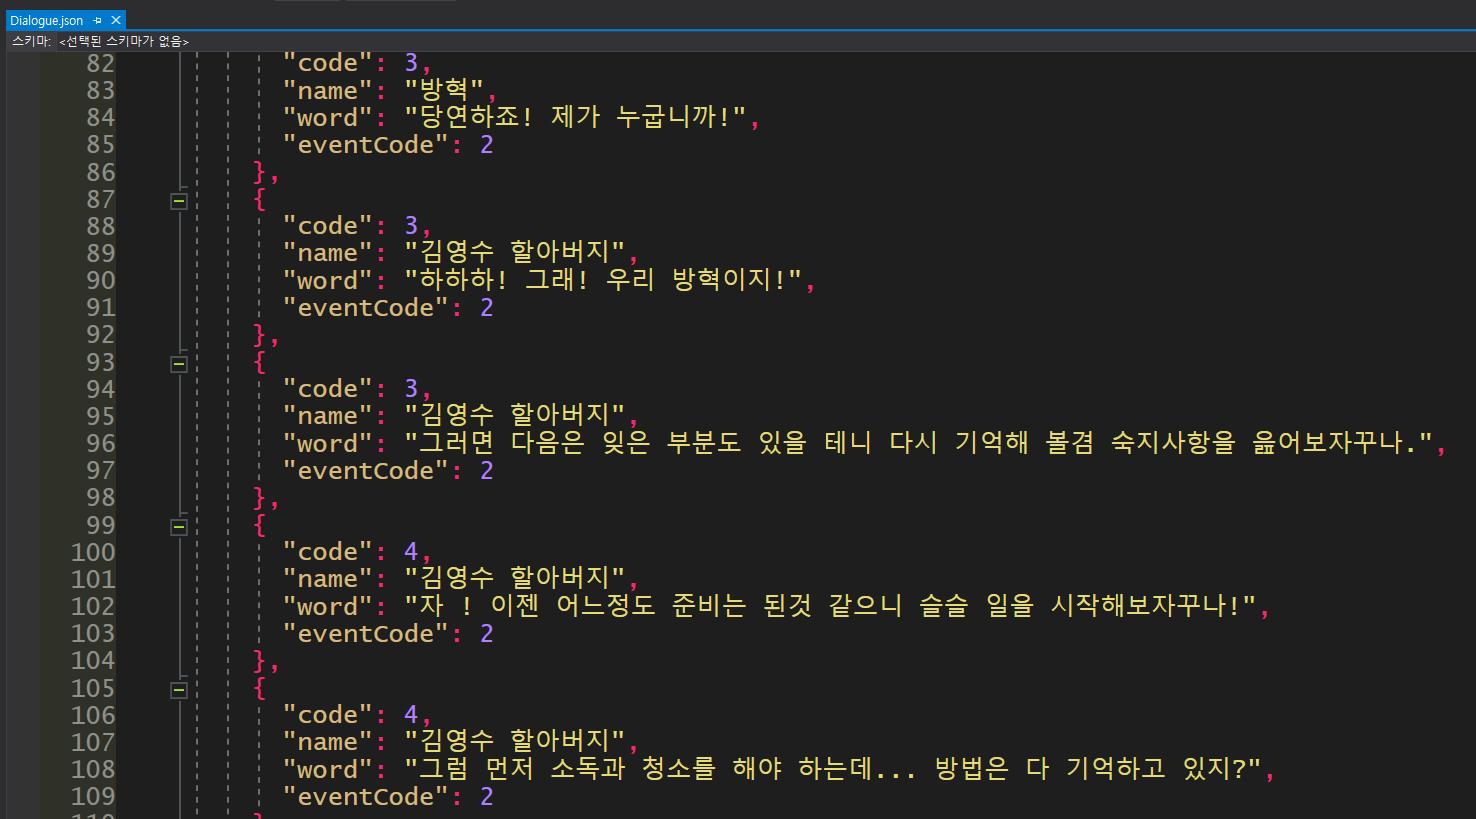 Dialogue.json
스키마: <선택된 스키마가 없음>
82 "code": 3,
83 "name": "방혁",
84 "word": "당연하죠! 제가 누굽니까!",
85 "eventCode": 2
86 },
87 {
88 "code": 3,
89 "name": "김영수 할아버지",
90 "word": "하하하! 그래! 우리 방혁이지!",
91 "eventCode": 2
92 },
93 {
94 "code": 3,
95 "name": "김영수 할아버지",
96 "word": "그러면 다음은 잊은 부분도 있을 테니 다시 기억해 볼겸 숙지사항을 읊어보자꾸나.",
97 "eventCode": 2
98 },
99 {
100 "code": 4,
101 "name": "김영수 할아버지",
102 "word": "자 ! 이젠 어느정도 준비는 된것 같으니 슬슬 일을 시작해보자꾸나!",
103 "eventCode": 2
104 },
105 {
106 "code": 4,
107 "name": "김영수 할아버지",
108 "word": "그럼 먼저 소독과 청소를 해야 하는데... 방법은 다 기억하고 있지?",
109 "eventCode": 2